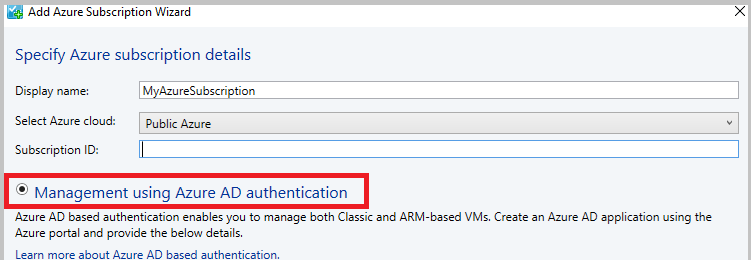 Add Azure Subscription Wizard
Specify Azure subscription details
Display name: MyAzureSubscription
Select Azure cloud: Public Azure
Subscription ID:
Management using Azure AD authentication
Azure AD based authentication enables you to manage both Classic and ARM-based VMs. Create an Azure AD application using the
Azure portal and provide the below details.
Learn more about Azure AD based authentication.